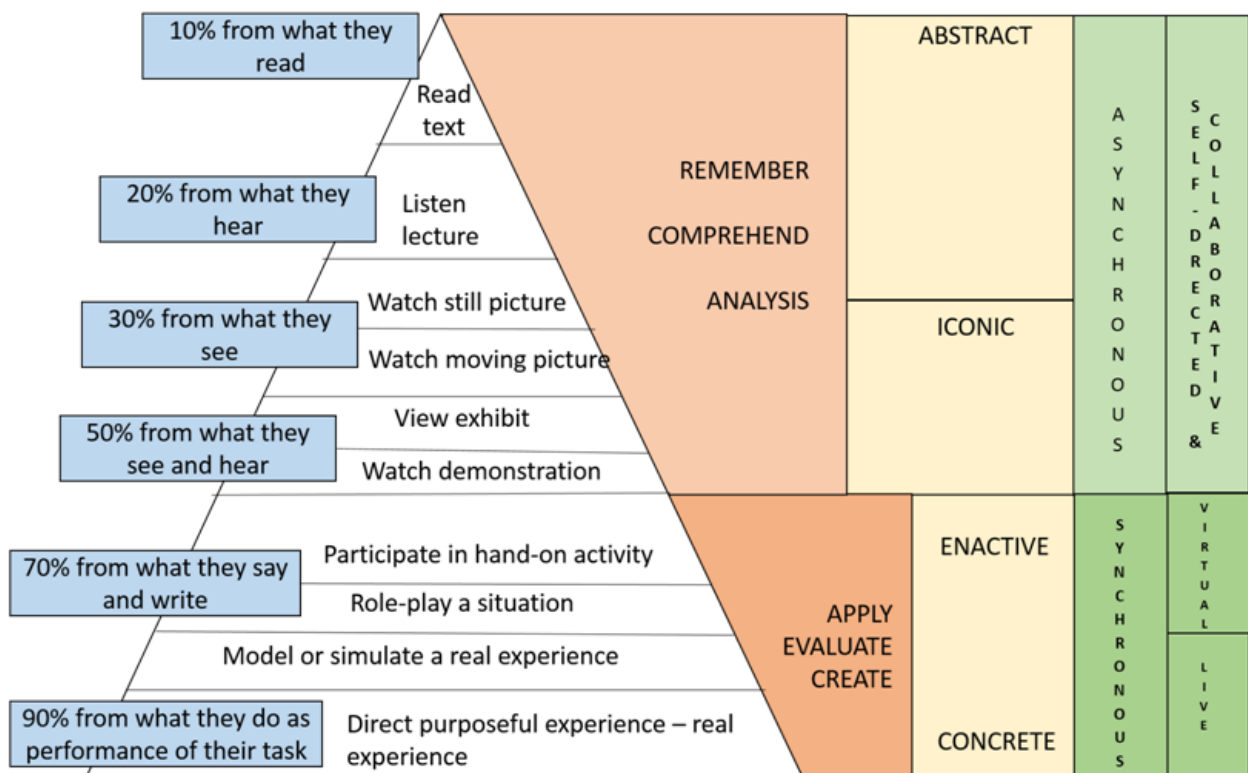 10% from what they
read
Read
text
20% from what they
hear
Listen
lecture
30% from what they
see
Watch still picture
Watch moving picture
View exhibit
50% from what they
see and hear
Watch demonstration
70% from what they say
and write
Participate in hand-on activity
Role-play a situation
Model or simulate a real experience
90% from what they do as
performance of their task
Direct purposeful experience – real
experience
REMEMBER
COMPREHEND
ANALYSIS
APPLY
EVALUATE
CREATE
ABSTRACT
ICONIC
ENACTIVE
CONCRETE
ASYNCHRONOUS
SELF-DRECTED &
COLLABORATIVE
SYNCHRONOUS
VIRTUAL
LIVE